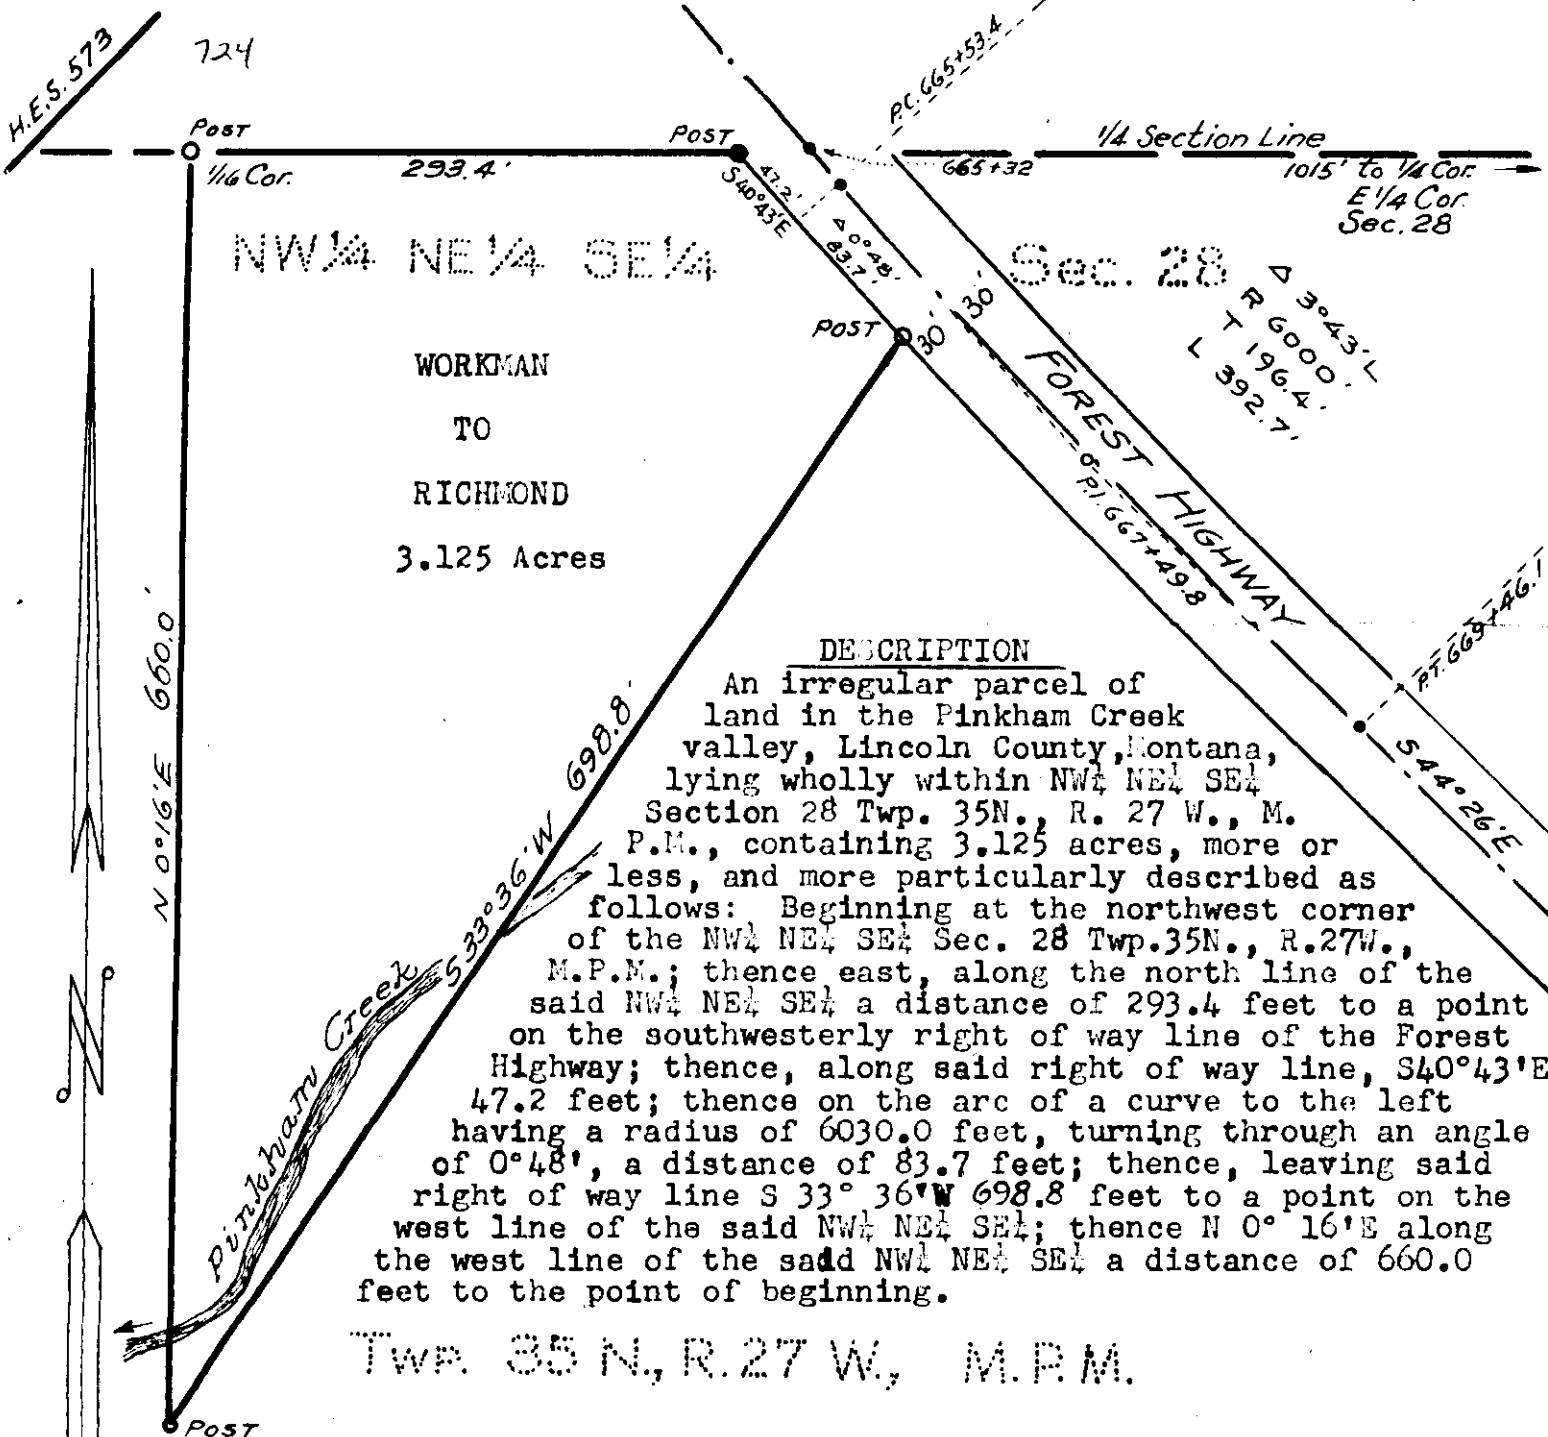 H.E.S. 573
724
POST
1/16 Cor.
293.4'
POST
P.C. 665+53.4
665+32
1/4 Section Line
1015' to 1/4 Cor.
E 1/4 Cor.
Sec. 28
47.2'
S40°43'E
Δ 0°48'
83.7'
NW 1/4 NE 1/4 SE 1/4
Sec. 28
Δ 3°43'L
R 6000'
T 196.4'
L 392.7'
POST
30'
30'
FOREST HIGHWAY
P.I. 667+49.8
P.T. 669+46.1
S 44°26'E
WORKMAN
TO
RICHMOND
3.125 Acres
N 0°16'E 660.0'
S 33°36'W 698.8'
Pinkham Creek
N
DESCRIPTION
An irregular parcel of
land in the Pinkham Creek
valley, Lincoln County, Montana,
lying wholly within NW¼ NE¼ SE¼
Section 28 Twp. 35N., R. 27 W., M.
P.M., containing 3.125 acres, more or
less, and more particularly described as
follows: Beginning at the northwest corner
of the NW¼ NE¼ SE¼ Sec. 28 Twp.35N., R.27W.,
M.P.M.; thence east, along the north line of the
said NW¼ NE¼ SE¼ a distance of 293.4 feet to a point
on the southwesterly right of way line of the Forest
Highway; thence, along said right of way line, S40°43'E
47.2 feet; thence on the arc of a curve to the left
having a radius of 6030.0 feet, turning through an angle
of 0°48', a distance of 83.7 feet; thence, leaving said
right of way line S 33° 36'W 698.8 feet to a point on the
west line of the said NW¼ NE¼ SE¼; thence N 0° 16'E along
the west line of the said NW¼ NE¼ SE¼ a distance of 660.0
feet to the point of beginning.
Twp. 35 N., R. 27 W., M.P.M.
POST